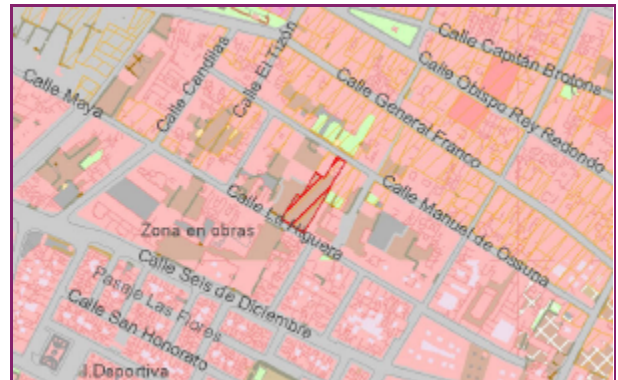 Calle Capitán Brotons
Calle El Tizón
Calle Candilas
Calle Obispo Rey Redondo
Calle Maya
Calle General Franco
Calle Manuel de Ossuna
Calle La Higuera
Zona en obras
Calle Seis de Diciembre
Pasaje Las Flores
Calle San Honorato
I.Deportiva